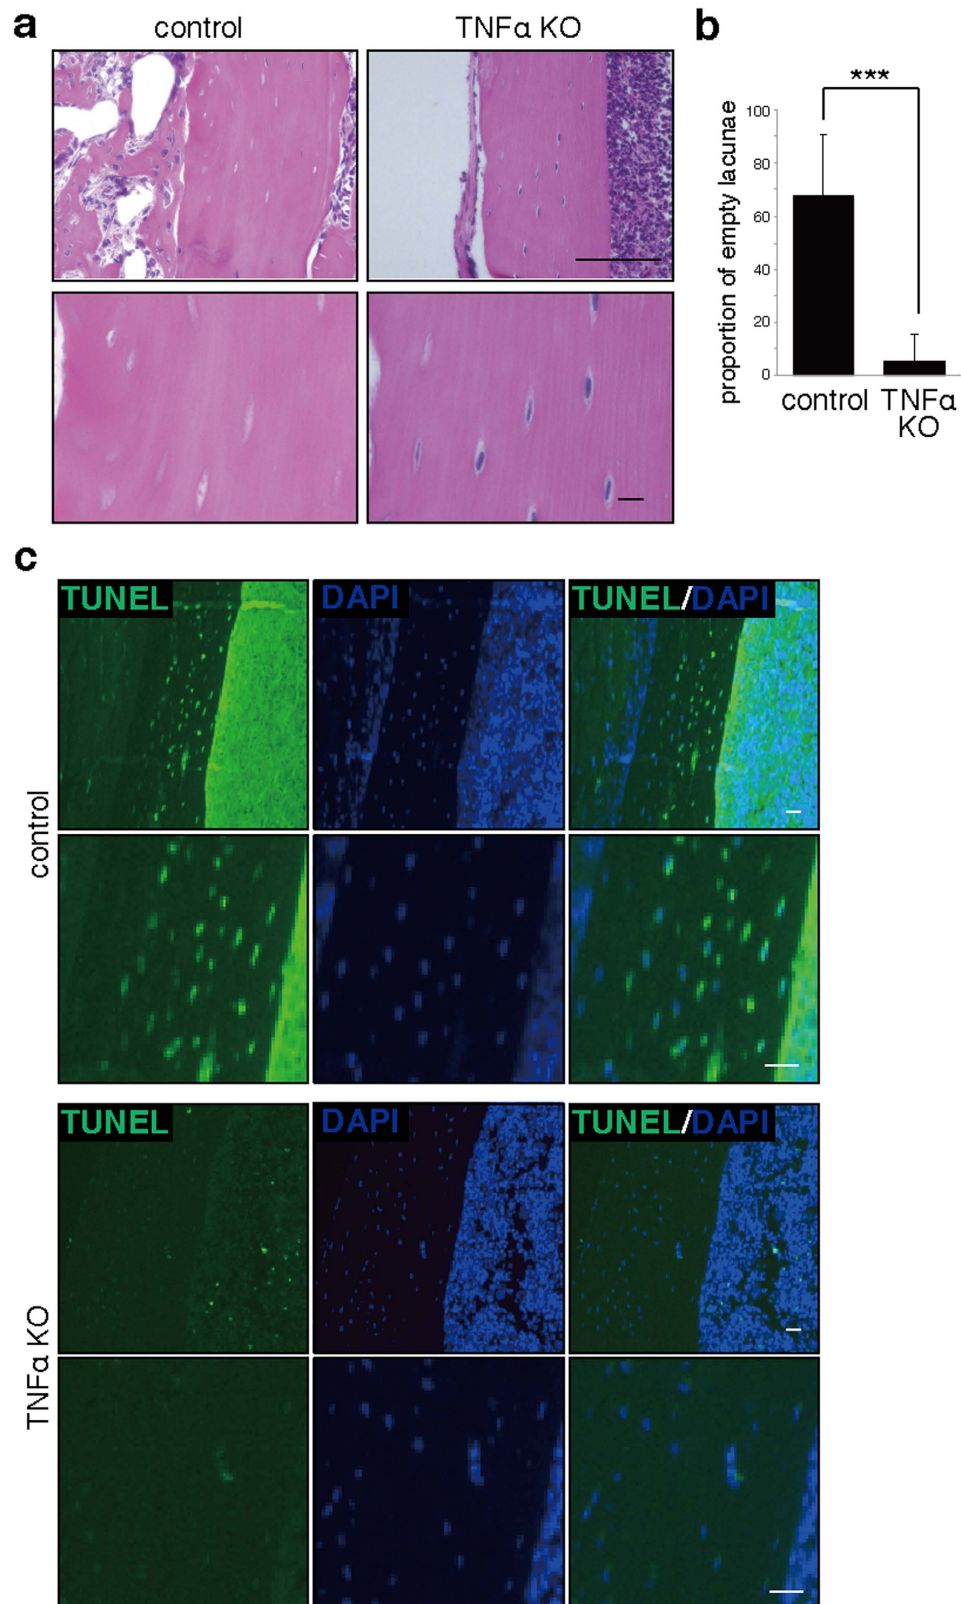 a
control
TNFα KO
b
***
proportion of empty lacunae
100
80
60
40
20
0
control
TNFα
KO
c
control
TUNEL
DAPI
TUNEL/DAPI
TNFα KO
TUNEL
DAPI
TUNEL/DAPI